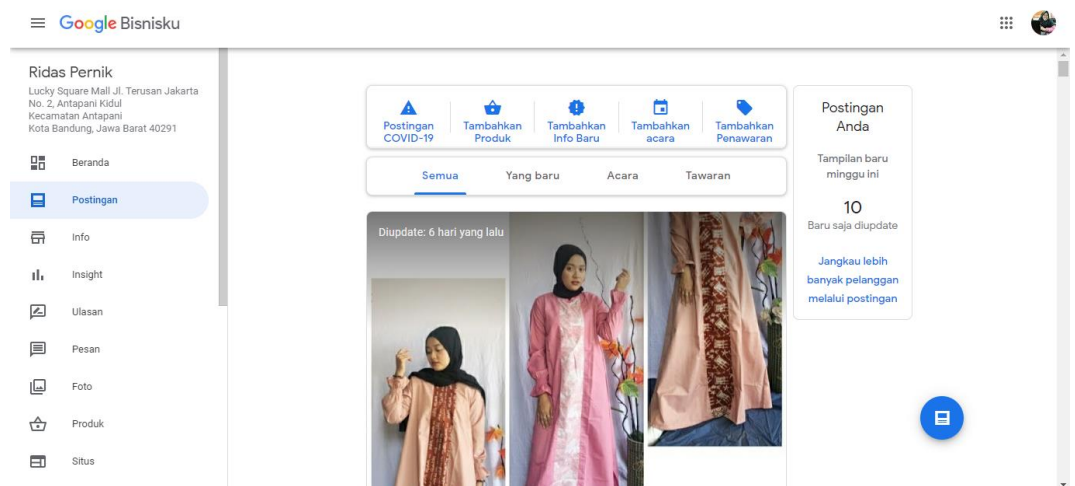 Google Bisnisku
Ridas Pernik
Lucky Square Mall Jl. Terusan Jakarta
No. 2, Antapani Kidul
Kecamatan Antapani
Kota Bandung, Jawa Barat 40291
Beranda
Postingan
Info
Insight
Ulasan
Pesan
Foto
Produk
Situs
Postingan
COVID-19
Tambahkan
Produk
Tambahkan
Info Baru
Tambahkan
acara
Tambahkan
Penawaran
Semua
Yang baru
Acara
Tawaran
Diupdate: 6 hari yang lalu
Postingan
Anda
Tampilan baru
minggu ini
10
Baru saja diupdate
Jangkau lebih
banyak pelanggan
melalui postingan